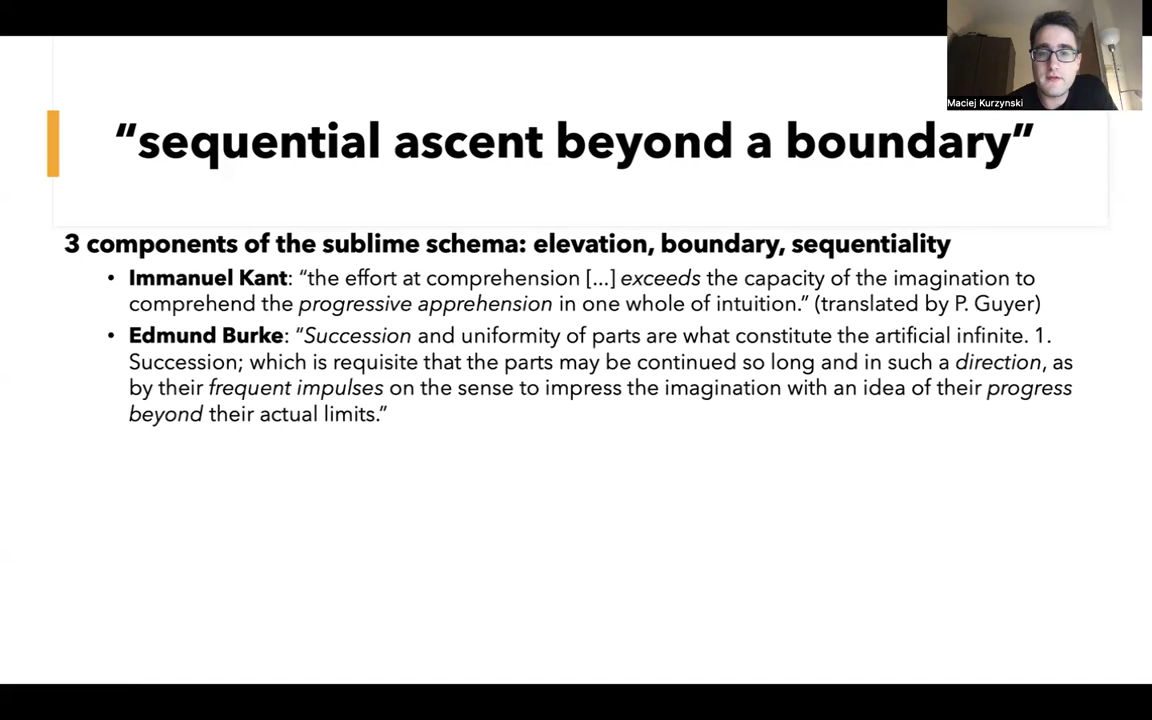 Maciej Kurzynski
“sequential ascent beyond a boundary”
3 components of the sublime schema: elevation, boundary, sequentiality
• Immanuel Kant: “the effort at comprehension [...] exceeds the capacity of the imagination to
comprehend the progressive apprehension in one whole of intuition.” (translated by P. Guyer)
• Edmund Burke: “Succession and uniformity of parts are what constitute the artificial infinite. 1.
Succession; which is requisite that the parts may be continued so long and in such a direction, as
by their frequent impulses on the sense to impress the imagination with an idea of their progress
beyond their actual limits.”